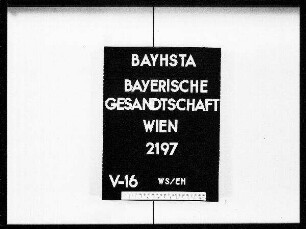 BAYHSTA
BAYERISCHE
GESANDTSCHAFT
WIEN
2197
V-16 WS/EH